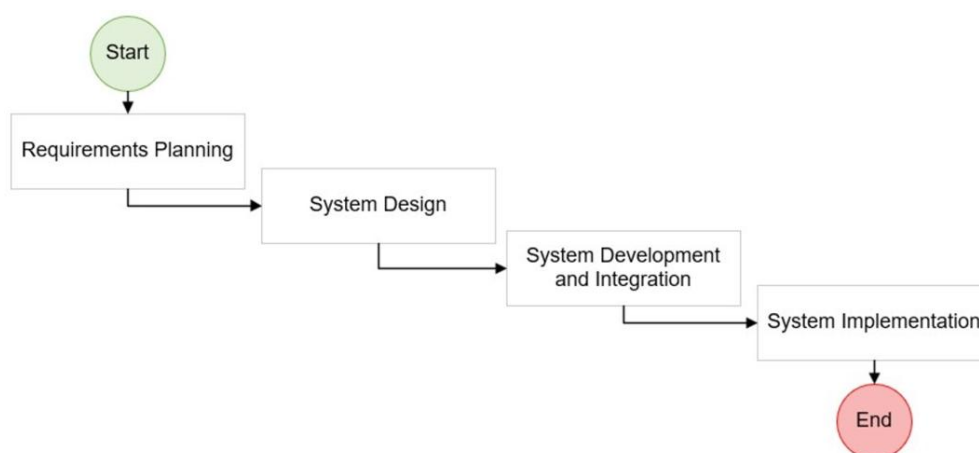 Start
Requirements Planning
System Design
System Development
and Integration
System Implementation
End